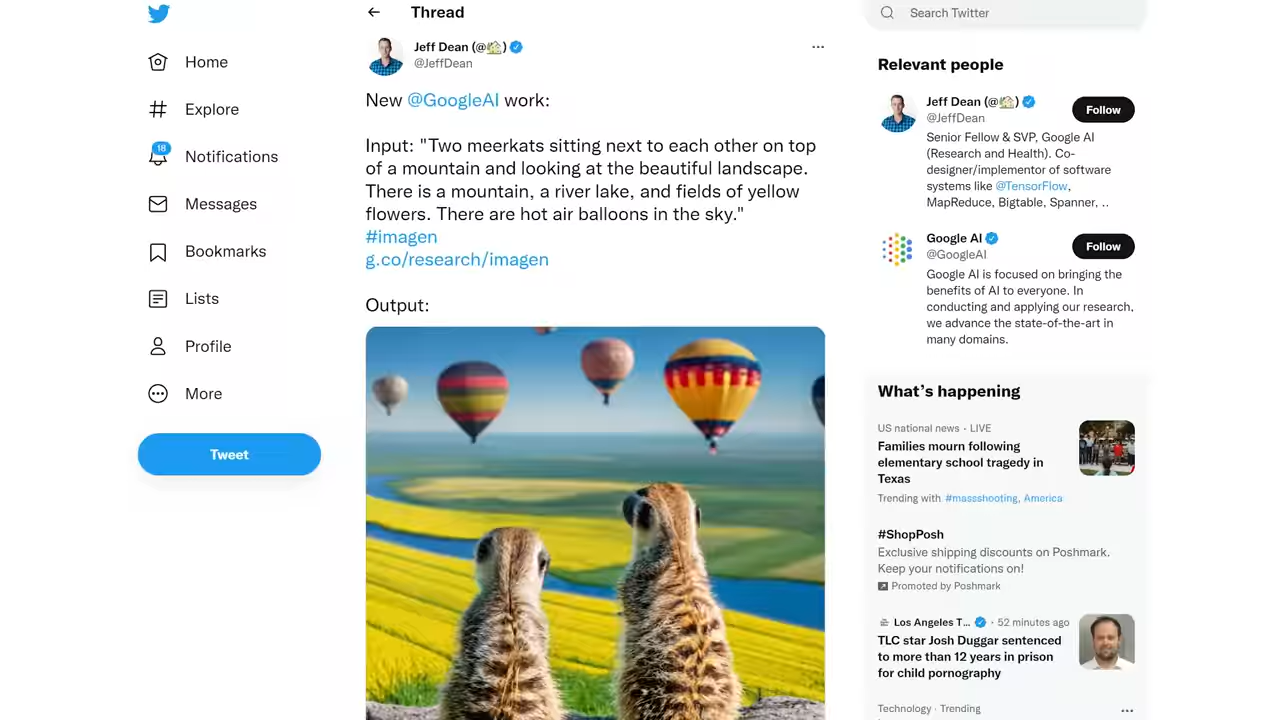 Home
Explore
18
Notifications
Messages
Bookmarks
Lists
Profile
More
Tweet
Thread
Jeff Dean (@🏡)
@JeffDean
New @GoogleAI work:
Input: "Two meerkats sitting next to each other on top
of a mountain and looking at the beautiful landscape.
There is a mountain, a river lake, and fields of yellow
flowers. There are hot air balloons in the sky."
#imagen
g.co/research/imagen
Output:
Search Twitter
Relevant people
Jeff Dean (@🏡)
@JeffDean
Follow
Senior Fellow & SVP, Google AI
(Research and Health). Co-
designer/implementor of software
systems like @TensorFlow,
MapReduce, Bigtable, Spanner, ..
Google AI
@GoogleAI
Follow
Google AI is focused on bringing the
benefits of AI to everyone. In
conducting and applying our research,
we advance the state-of-the-art in
many domains.
What's happening
US national news · LIVE
Families mourn following
elementary school tragedy in
Texas
Trending with #massshooting, America
#ShopPosh
Exclusive shipping discounts on Poshmark.
Keep your notifications on!
Promoted by Poshmark
Los Angeles T... · 52 minutes ago
TLC star Josh Duggar sentenced
to more than 12 years in prison
for child pornography
Technology · Trending